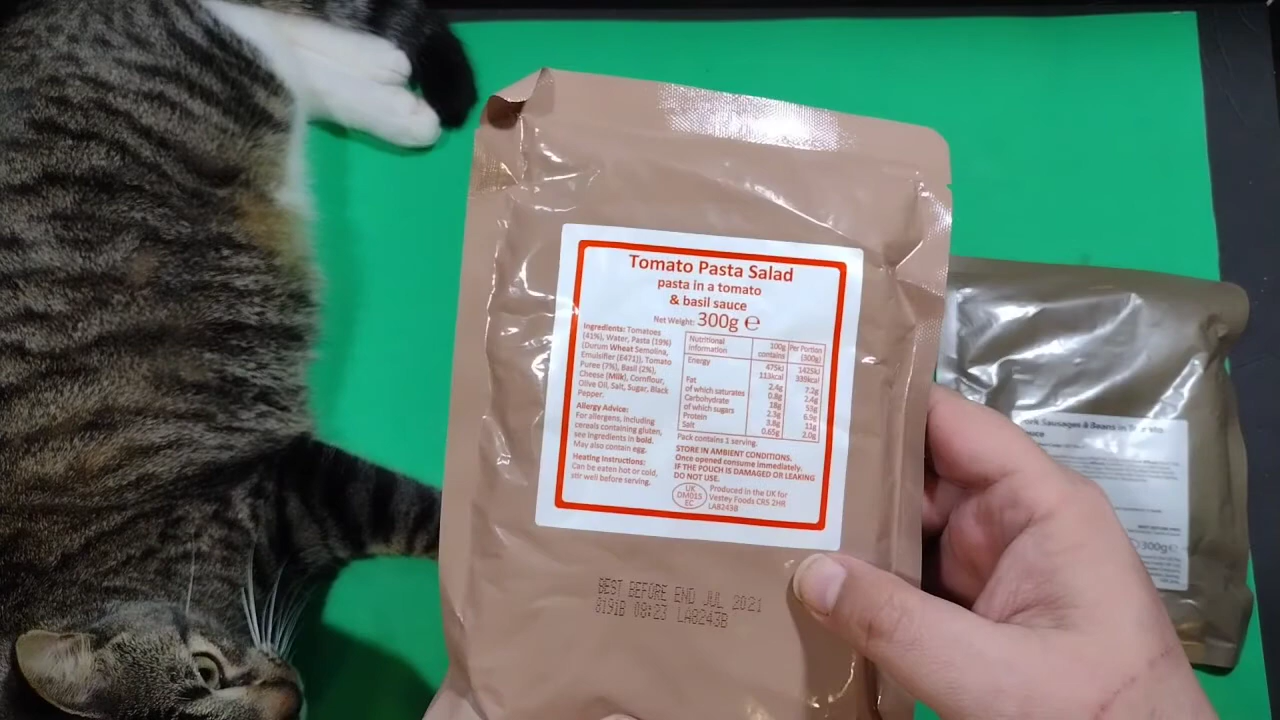 Tomato Pasta Salad
pasta in a tomato
& basil sauce
Net Weight: 300g ℮
Ingredients: Tomatoes
(41%), Water, Pasta (19%)
(Durum Wheat Semolina,
Emulsifier (E471)), Tomato
Puree (7%), Basil (2%),
Cheese (Milk), Cornflour,
Olive Oil, Salt, Sugar, Black
Pepper.
Allergy Advice:
For allergens, including
cereals containing gluten,
see ingredients in bold.
May also contain egg.
Heating Instructions:
Can be eaten hot or cold,
stir well before serving.
Nutritional Information 100g contains Per Portion (300g)
Energy 475kJ 1425kJ
113kcal 339kcal
Fat 2.4g 7.2g
of which saturates 0.8g 2.4g
Carbohydrate 18g 53g
of which sugars 2.3g 6.9g
Protein 3.8g 11g
Salt 0.65g 2.0g
Pack contains 1 serving.
STORE IN AMBIENT CONDITIONS.
Once opened consume immediately.
IF THE POUCH IS DAMAGED OR LEAKING
DO NOT USE.
UK
DM015
EC
Produced in the UK for
Vestey Foods CR5 2HR
LA8243B
BEST BEFORE END JUL 2021
8191B 08:23 LA8243B
Sausages & Beans in
300g ℮